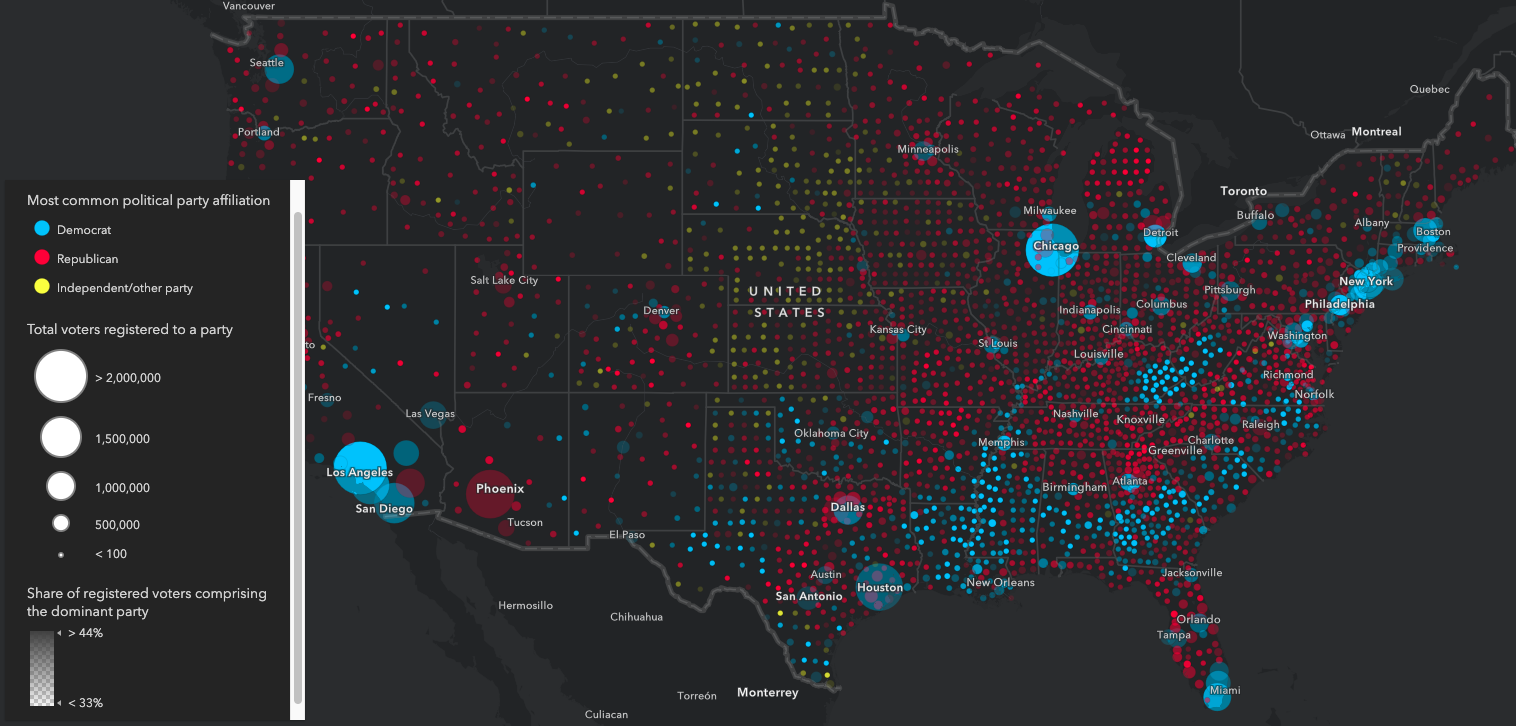 Vancouver
Seattle
Quebec
Portland
Ottawa
Montreal
Minneapolis
Toronto
Milwaukee
Buffalo
Albany
Boston
Detroit
Providence
Chicago
Cleveland
Salt Lake City
New York
UNITED
STATES
Pittsburgh
Philadelphia
Denver
Indianapolis
Columbus
Kansas City
Cincinnati
Washington
to
St Louis
Louisville
Richmond
Fresno
Norfolk
Las Vegas
Nashville
Knoxville
Raleigh
Oklahoma City
Memphis
Charlotte
Greenville
Los Angeles
Phoenix
Birmingham
Atlanta
San Diego
Dallas
Tucson
El Paso
Austin
Jacksonville
Houston
New Orleans
San Antonio
Hermosillo
Chihuahua
Orlando
Tampa
Torreón
Monterrey
Miami
Culiacan
Most common political party affiliation
Democrat
Republican
Independent/other party
Total voters registered to a party
> 2,000,000
1,500,000
1,000,000
500,000
< 100
Share of registered voters comprising
the dominant party
> 44%
< 33%